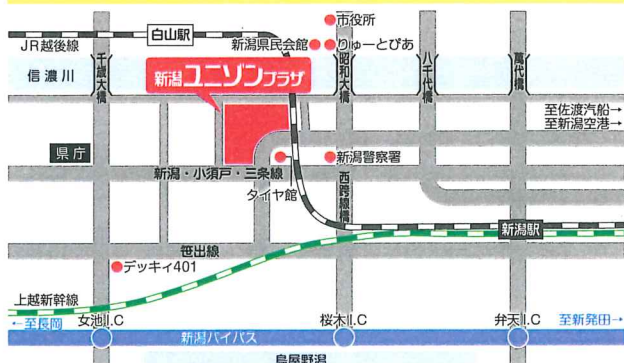 市役所
白山駅
JR越後線
新潟県民会館
りゅーとぴあ
信濃川
千歳大橋
昭和大橋
八千代橋
萬代橋
新潟ユニゾンプラザ
至佐渡汽船→
至新潟空港→
県庁
新潟警察署
新潟・小須戸・三条線
タイヤ館
西跨線橋
新潟駅
笹出線
デッキィ401
上越新幹線
←至長岡
女池I.C
桜木I.C
弁天I.C
至新発田→
新潟バイパス
鳥屋野潟